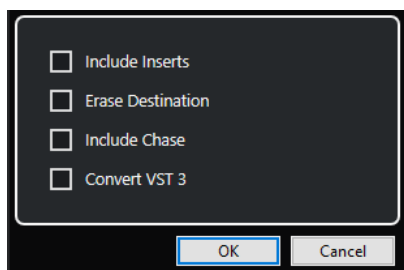 Include Inserts
Erase Destination
Include Chase
Convert VST 3
OK
Cancel